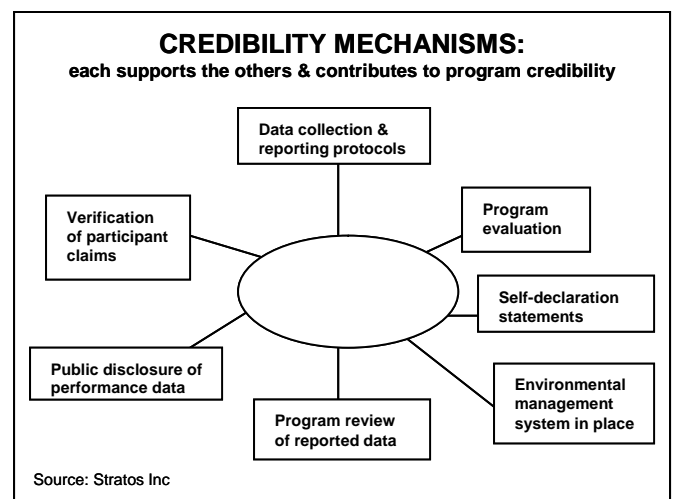 CREDIBILITY MECHANISMS:
each supports the others & contributes to program credibility
Data collection &
reporting protocols
Verification
of participant
claims
Program
evaluation
Self-declaration
statements
Public disclosure of
performance data
Environmental
management
system in place
Program review
of reported data
Source: Stratos Inc